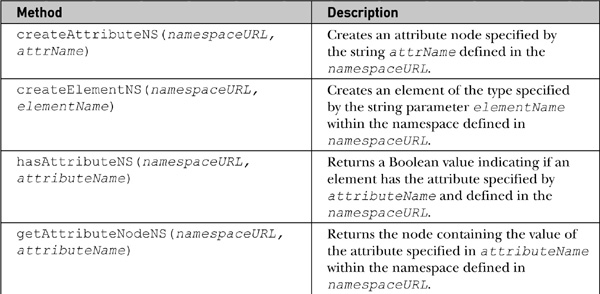 Method
Description
createAttributeNS(namespaceURL,
attrName)
Creates an attribute node specified by
the string attrName defined in the
namespaceURL.
createElementNS(namespaceURL,
elementName)
Creates an element of the type specified
by the string parameter elementName
within the namespace defined in
namespaceURL.
hasAttributeNS(namespaceURL,
attributeName)
Returns a Boolean value indicating if an
element has the attribute specified by
attributeName and defined in the
namespaceURL.
getAttributeNodeNS(namespaceURL,
attributeName)
Returns the node containing the value of
the attribute specified in attributeName
within the namespace defined in
namespaceURL.